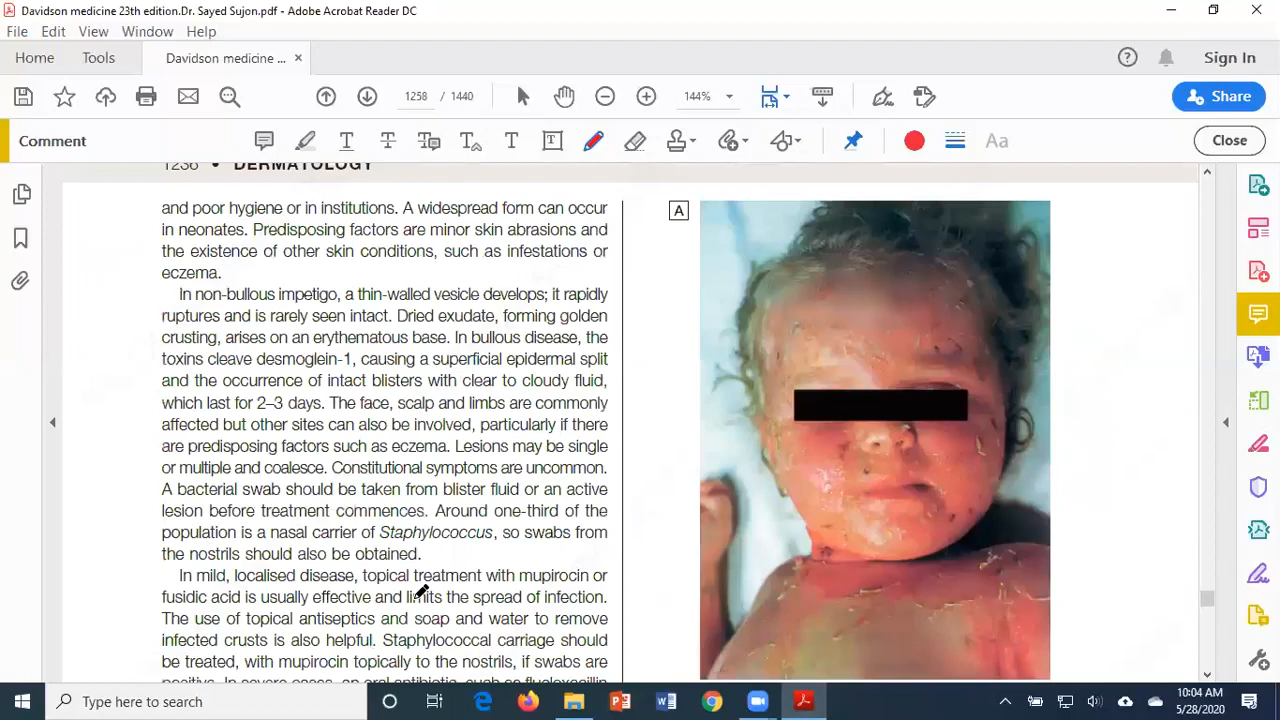 Davidson medicine 23th edition.Dr. Sayed Sujon.pdf - Adobe Acrobat Reader DC
File Edit View Window Help
Home Tools Davidson medicine ... × Sign In
1258 / 1440 144% Share
Comment Aa Close
1236 • DERMATOLOGY
and poor hygiene or in institutions. A widespread form can occur
in neonates. Predisposing factors are minor skin abrasions and
the existence of other skin conditions, such as infestations or
eczema.
In non-bullous impetigo, a thin-walled vesicle develops; it rapidly
ruptures and is rarely seen intact. Dried exudate, forming golden
crusting, arises on an erythematous base. In bullous disease, the
toxins cleave desmoglein-1, causing a superficial epidermal split
and the occurrence of intact blisters with clear to cloudy fluid,
which last for 2–3 days. The face, scalp and limbs are commonly
affected but other sites can also be involved, particularly if there
are predisposing factors such as eczema. Lesions may be single
or multiple and coalesce. Constitutional symptoms are uncommon.
A bacterial swab should be taken from blister fluid or an active
lesion before treatment commences. Around one-third of the
population is a nasal carrier of Staphylococcus, so swabs from
the nostrils should also be obtained.
In mild, localised disease, topical treatment with mupirocin or
fusidic acid is usually effective and limits the spread of infection.
The use of topical antiseptics and soap and water to remove
infected crusts is also helpful. Staphylococcal carriage should
be treated, with mupirocin topically to the nostrils, if swabs are
positive. In severe cases, an oral antibiotic, such as flucloxacillin
A
Type here to search
10:04 AM
5/28/2020